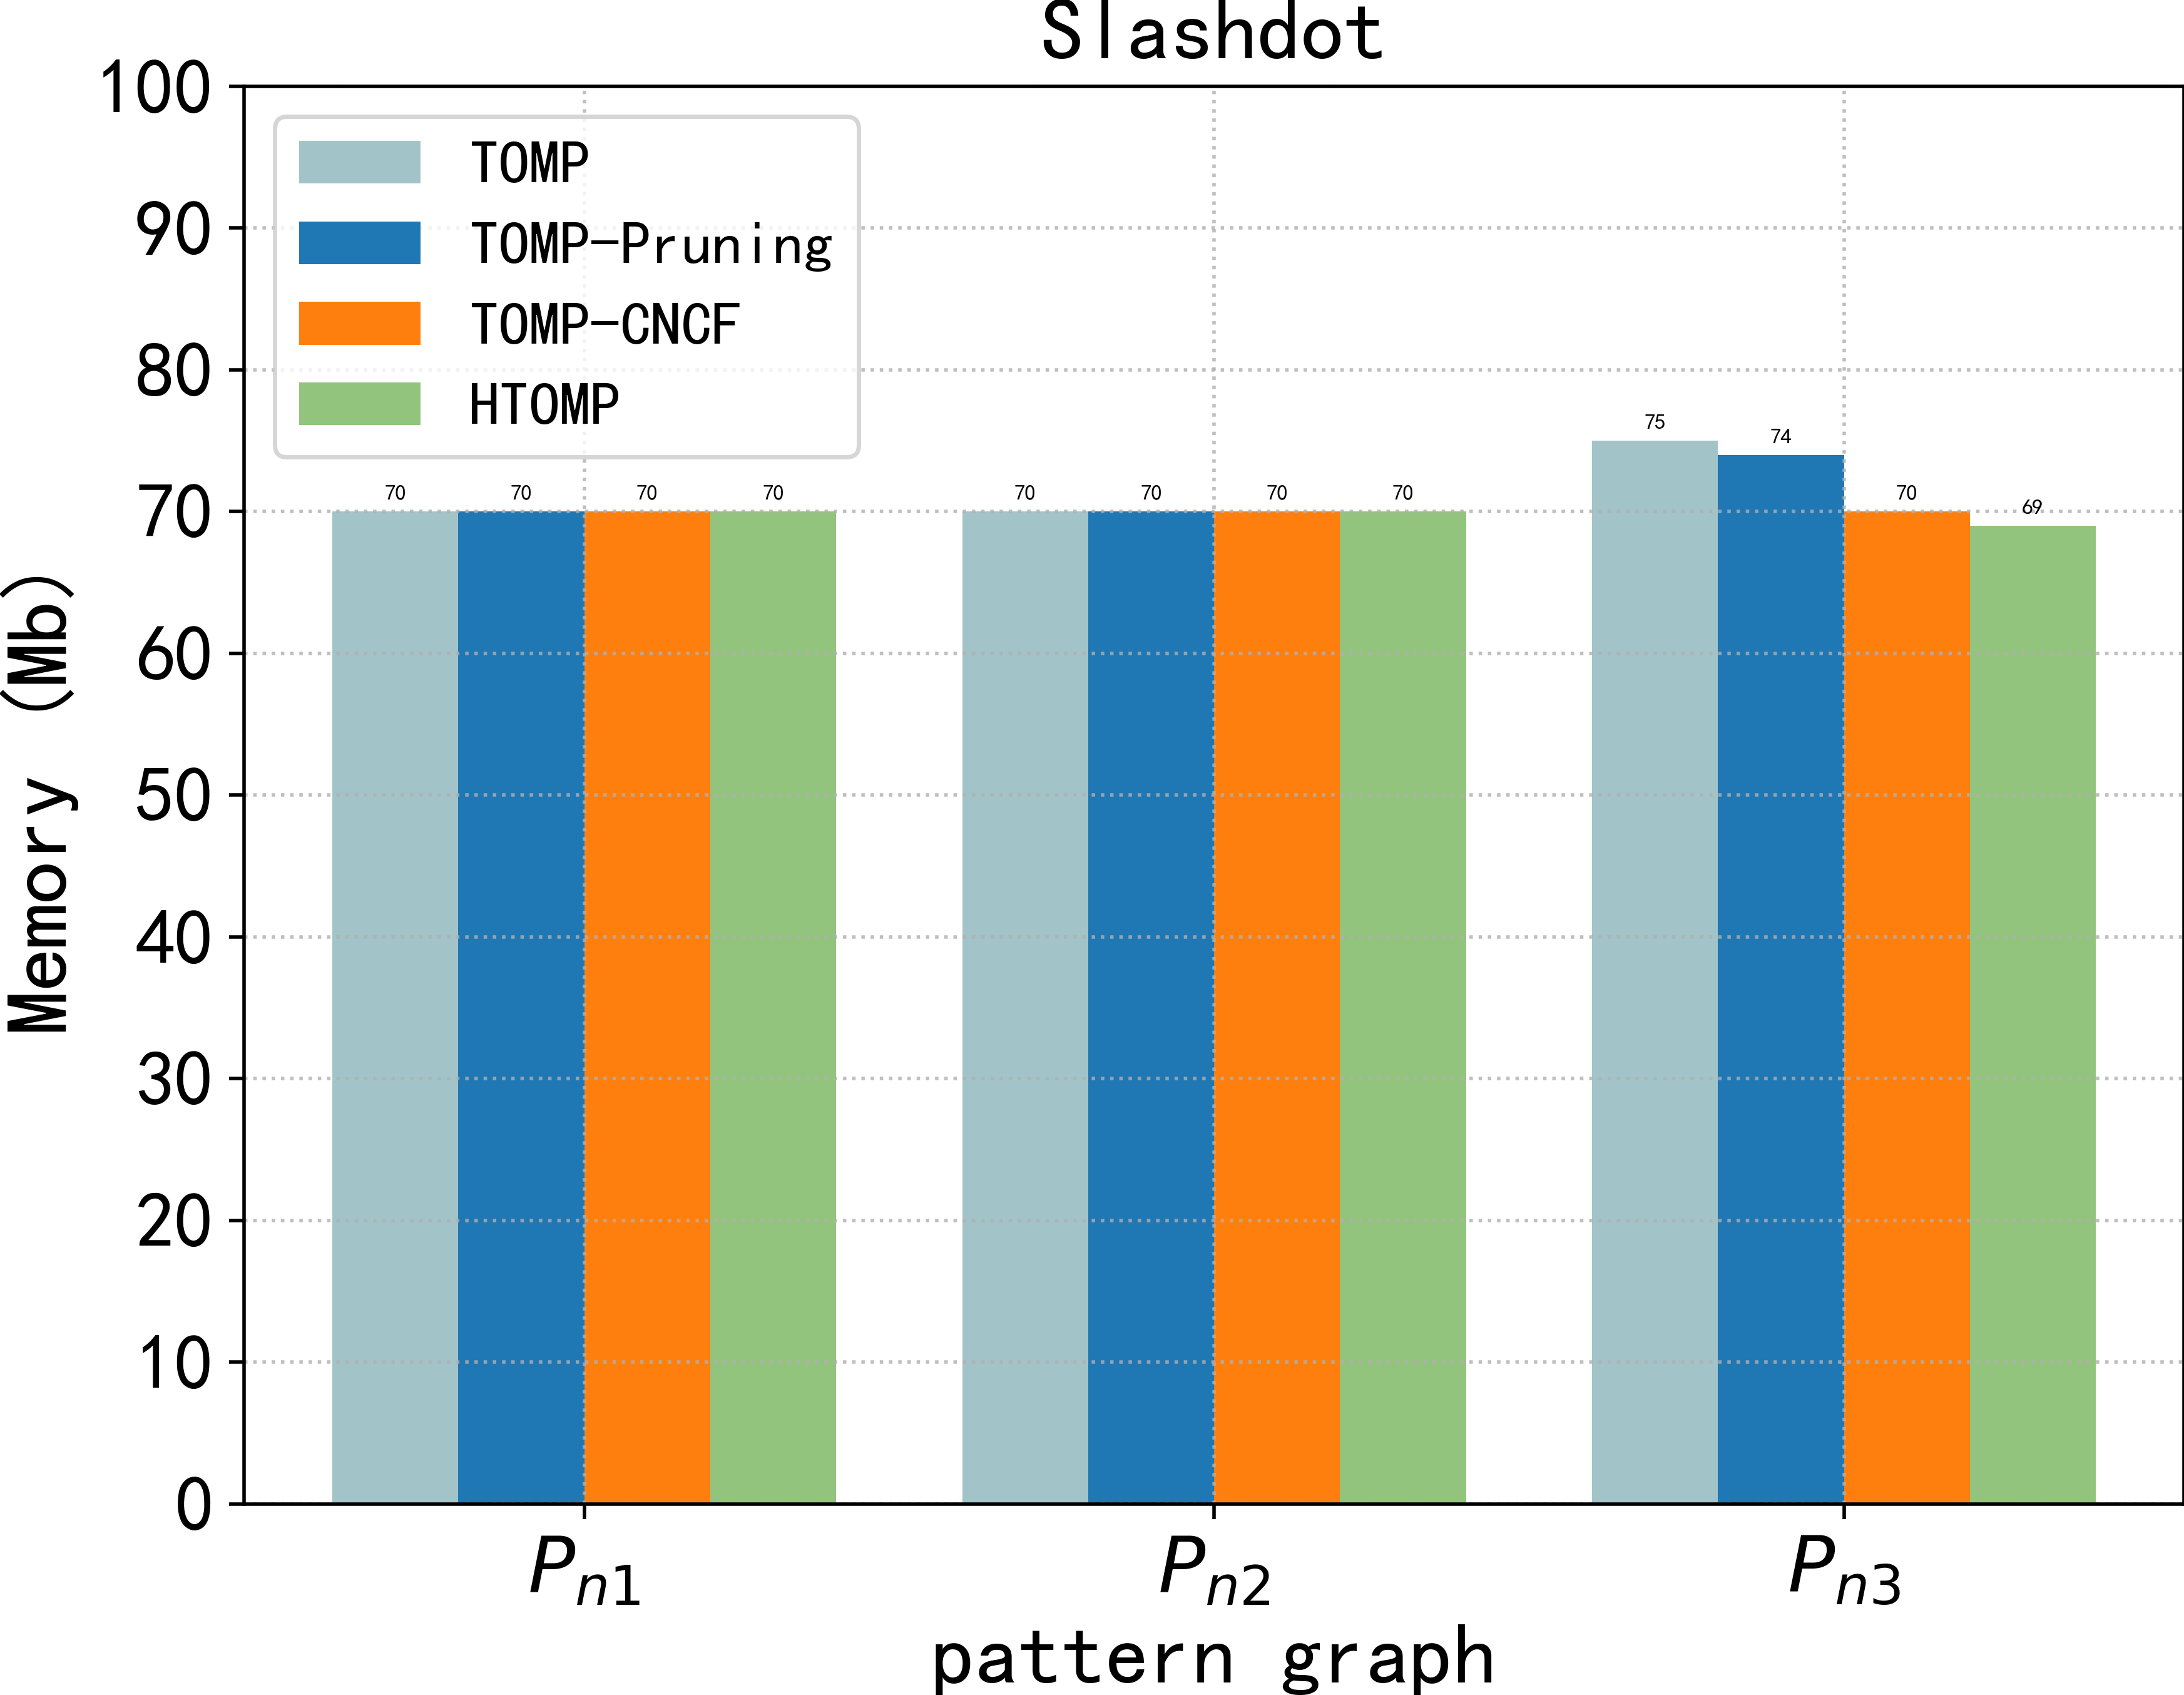 Slashdot
100
90
80
70
60
50
40
30
20
10
0
Memory (Mb)
TOMP
TOMP-Pruning
TOMP-CNCF
HTOMP
70 70 70 70
70 70 70 70
75 74 70 69
Pn1 Pn2 Pn3
pattern graph